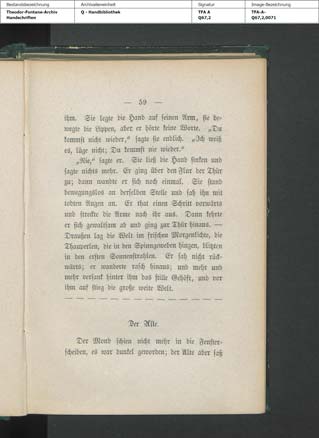 Bestandsbezeichnung
Archivalieneinheit
Signatur
Image-Bezeichnung
Theodor-Fontane-Archiv
Handschriften
Q - Handbibliothek
TFA A
Q67,2
TFA-A-
Q67,2,0071
— 59 —
ihm. Sie legte die Hand auf seinen Arm, sie be-
wegte die Lippen, aber er hörte keine Worte. „Du
kommst nicht wieder,“ sagte sie endlich. „Ich weiß
es, lüge nicht; Du kommst nie wieder.“
„Nie,“ sagte er. Sie ließ die Hand sinken und
sagte nichts mehr. Er ging über den Flur der Thür
zu; dann wandte er sich noch einmal. Sie stand
bewegungslos an derselben Stelle und sah ihn mit
todten Augen an. Er that einen Schritt vorwärts
und streckte die Arme nach ihr aus. Dann kehrte
er sich gewaltsam ab und ging zur Thür hinaus. —
Draußen lag die Welt im frischen Morgenlichte, die
Thauperlen, die in den Spinngeweben hingen, blitzten
in den ersten Sonnenstrahlen. Er sah nicht rück-
wärts; er wanderte rasch hinaus; und mehr und
mehr versank hinter ihm das stille Gehöft, und vor
ihm auf stieg die große weite Welt.
Der Alte.
Der Mond schien nicht mehr in die Fenster-
scheiben, es war dunkel geworden; der Alte aber saß